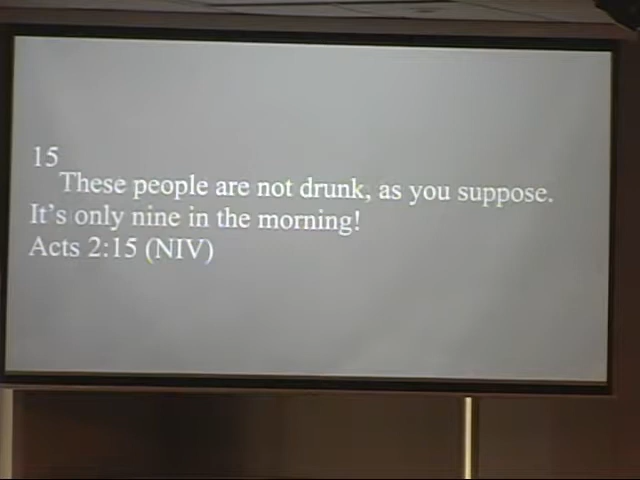 15
These people are not drunk, as you suppose.
It's only nine in the morning!
Acts 2:15 (NIV)